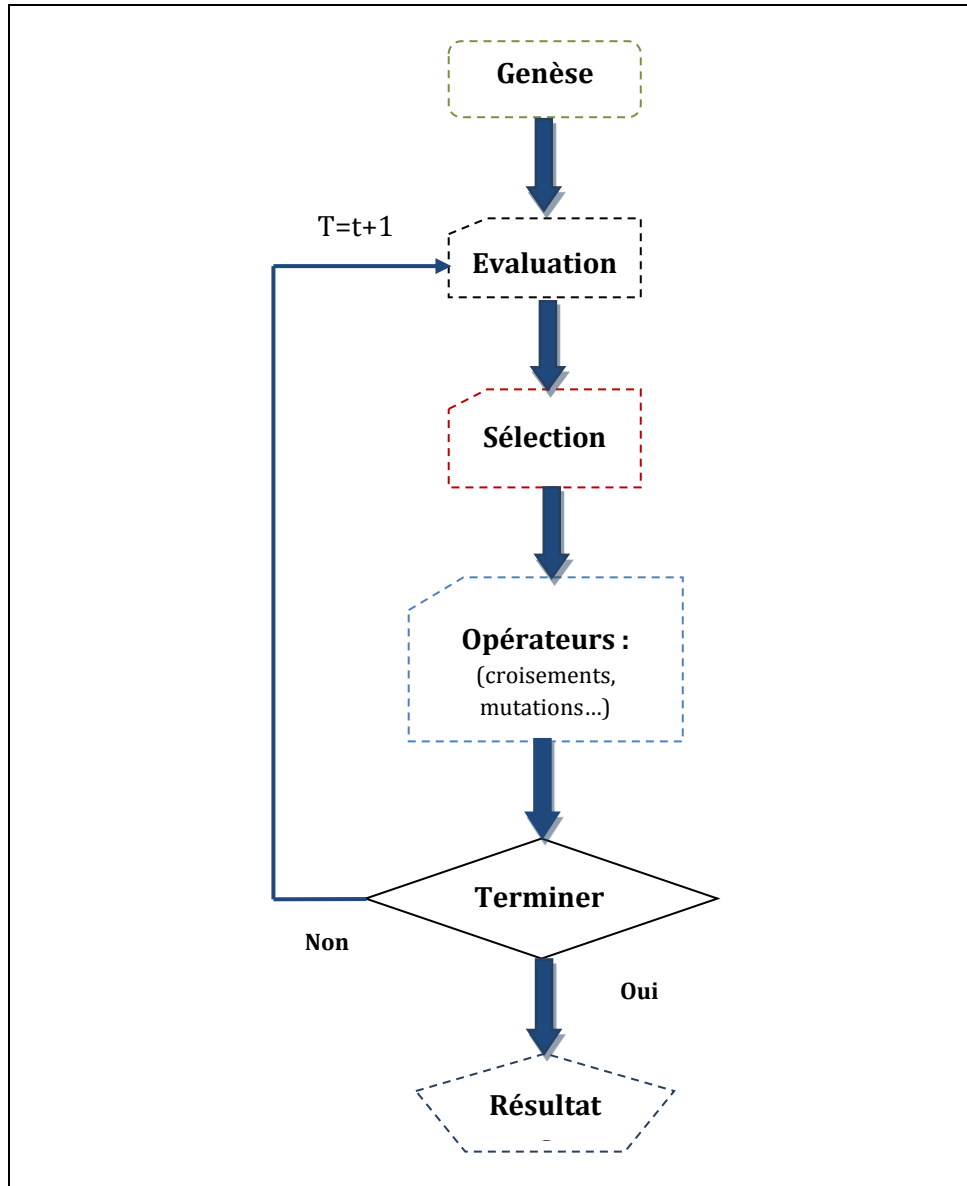 Genèse
T=t+1
Evaluation
Sélection
Opérateurs :
(croisements,
mutations…)
Terminer
Non
Oui
Résultat